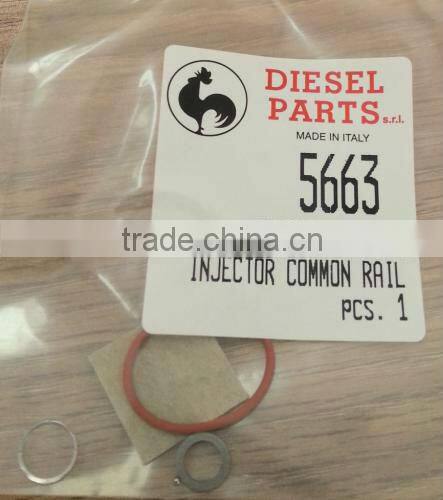 DIESEL
PARTS s.r.l.
MADE IN ITALY
5663
trade.china.cn
INJECTOR COMMON RAIL
PCS. 1